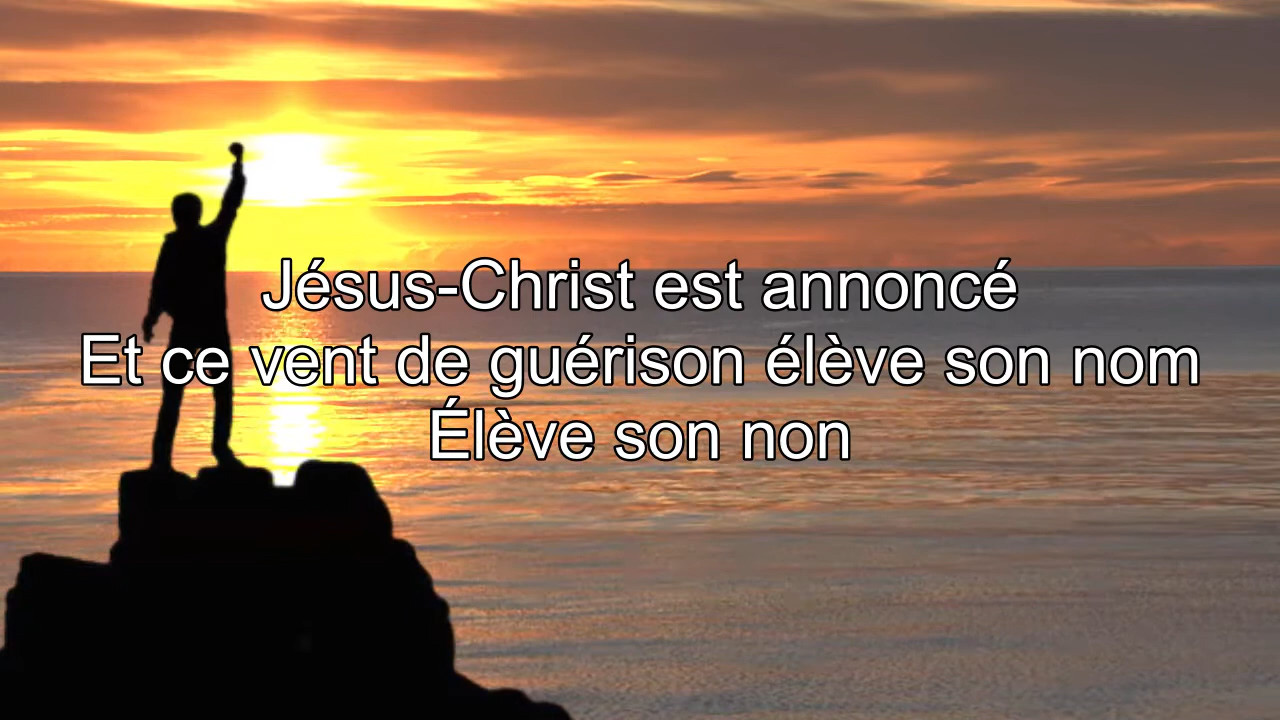 Jésus-Christ est annoncé
Et ce vent de guérison élève son nom
Élève son non